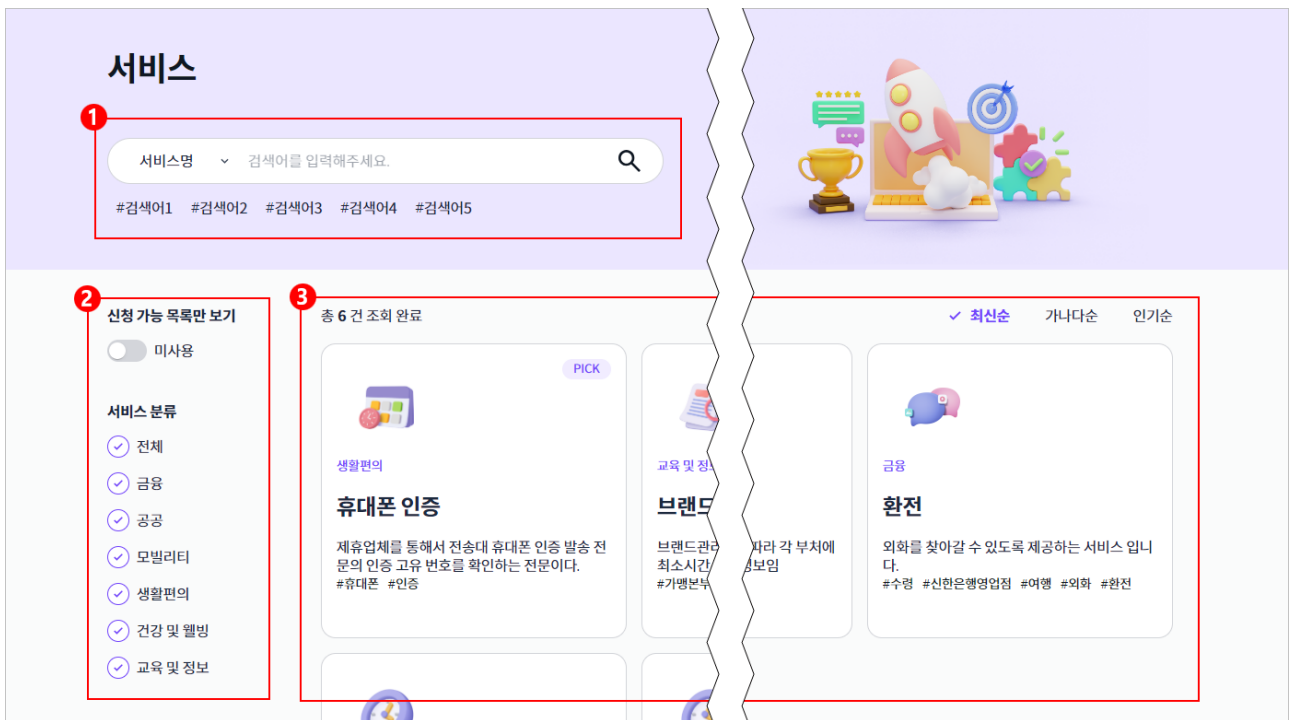 서비스
1
서비스명 검색어를 입력해주세요.
#검색어1 #검색어2 #검색어3 #검색어4 #검색어5
2
신청 가능 목록만 보기
미사용
서비스 분류
전체
금융
공공
모빌리티
생활편의
건강 및 웰빙
교육 및 정보
3
총 6 건 조회 완료
최신순 가나다순 인기순
PICK
생활편의
휴대폰 인증
제휴업체를 통해서 전송대 휴대폰 인증 발송 전
문의 인증 고유 번호를 확인하는 전문이다.
#휴대폰 #인증
교육 및
브랜드
따라 각 부처에
최소시간
#가맹본부
금융
환전
외화를 찾아갈 수 있도록 제공하는 서비스 입니
다.
#수령 #신한은행영업점 #여행 #외화 #환전